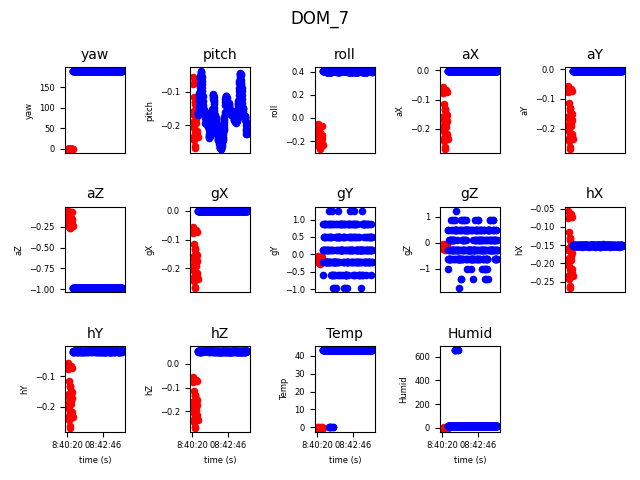 DOM_7
yaw pitch roll aX aY
yaw 150 100 50 0
pitch −0.1 −0.2
roll 0.4 0.2 0.0 −0.2
aX 0.0 −0.1 −0.2
aY 0.0 −0.1 −0.2
aZ gX gY gZ hX
aZ −0.25 −0.50 −0.75 −1.00
gX 0.0 −0.1 −0.2
gY 1.0 0.5 0.0 −0.5 −1.0
gZ 1 0 −1
hX −0.05 −0.10 −0.15 −0.20 −0.25
hY hZ Temp Humid
hY −0.1 −0.2
hZ 0.0 −0.1 −0.2
Temp 40 30 20 10 0
Humid 600 400 200 0
8:40:20 08:42:46 8:40:20 08:42:46 8:40:20 08:42:46 8:40:20 08:42:46
time (s) time (s) time (s) time (s)